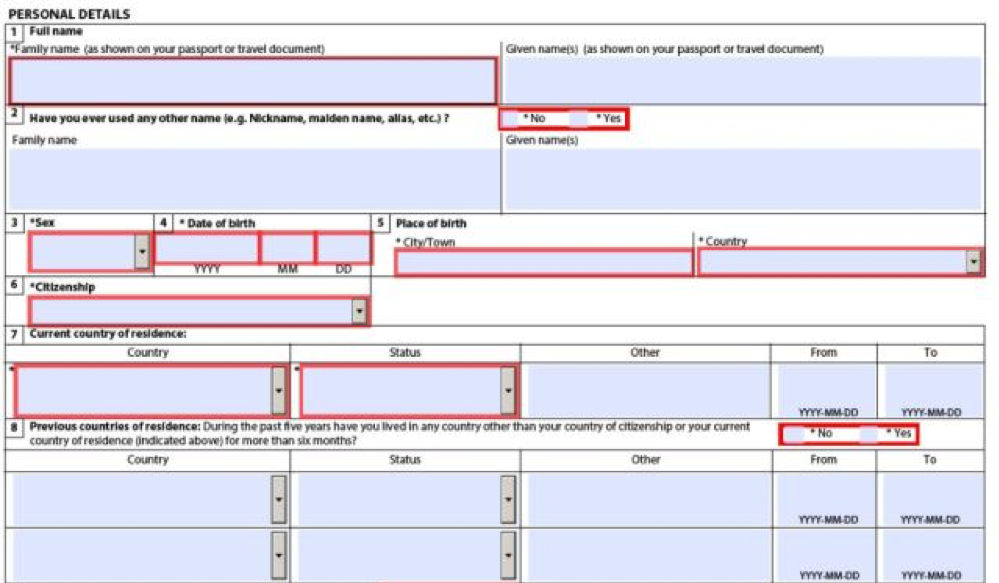 PERSONAL DETAILS
1 Full name
*Family name (as shown on your passport or travel document) Given name(s) (as shown on your passport or travel document)
2 Have you ever used any other name (e.g. Nickname, maiden name, alias, etc.) ? *No *Yes
Family name Given name(s)
3 *Sex 4 * Date of birth 5 Place of birth
* City/Town * Country
YYYY MM DD
6 *Citizenship
7 Current country of residence:
Country Status Other From To
* *
YYYY-MM-DD YYYY-MM-DD
8 Previous countries of residence: During the past five years have you lived in any country other than your country of citizenship or your current
country of residence (indicated above) for more than six months? *No *Yes
Country Status Other From To
YYYY-MM-DD YYYY-MM-DD
YYYY-MM-DD YYYY-MM-DD